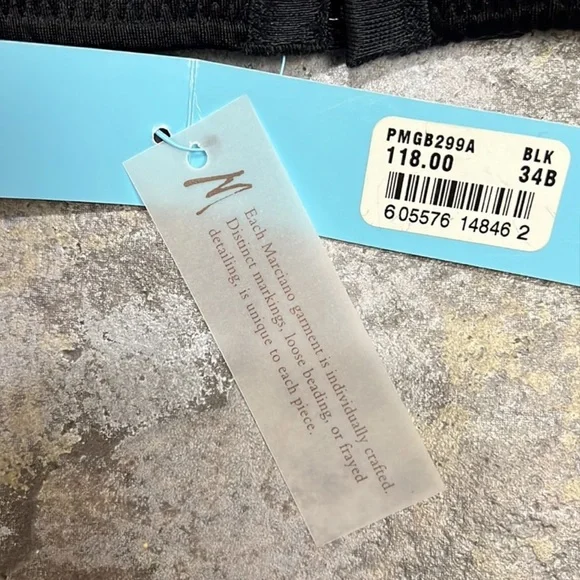 PMGB299A BLK
118.00 34B
6 05576 14846 2
M
Each Marciano garment is individually crafted.
Distinct markings, loose beading, or frayed
detailing, is unique to each piece.